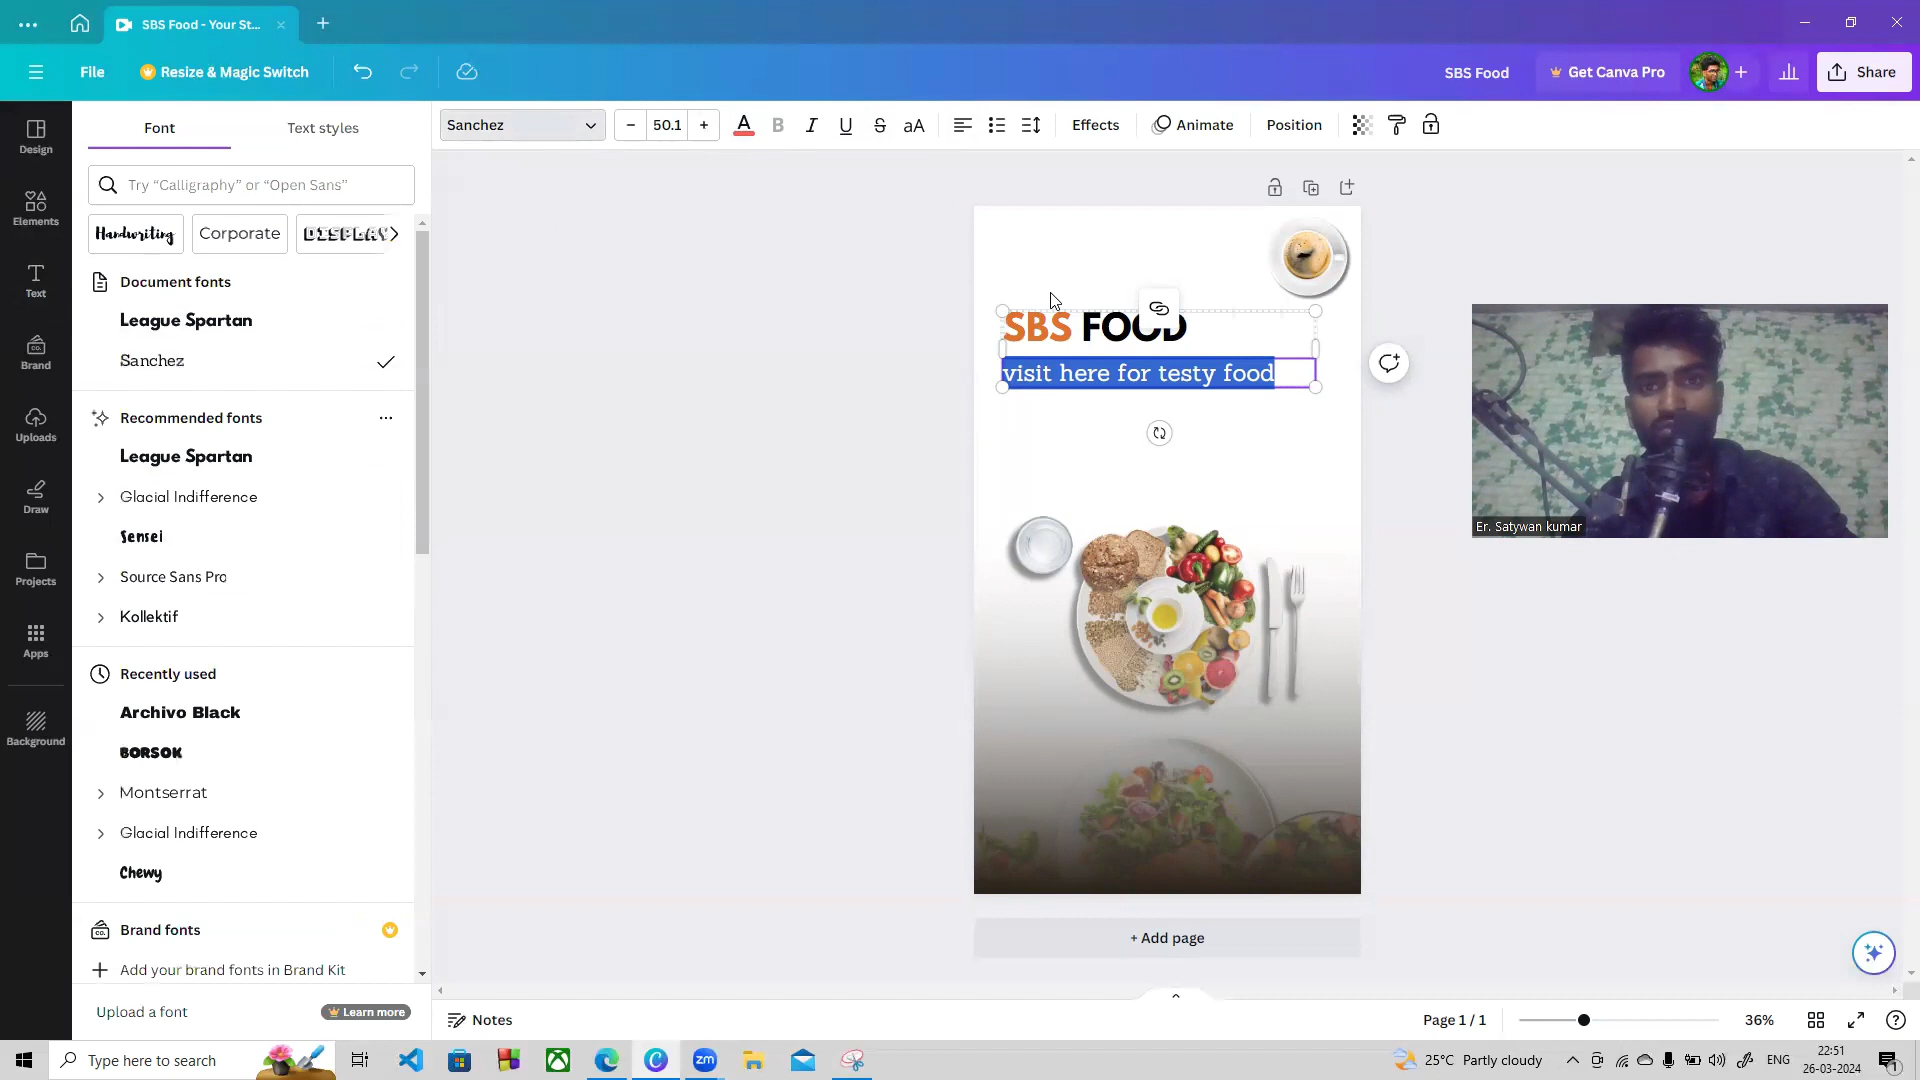 SBS Food - Your St...
File
Resize & Magic Switch
SBS Food
Get Canva Pro
Share
Design
Elements
Text
Brand
Uploads
Draw
Projects
Apps
Background
Font
Text styles
Try “Calligraphy” or “Open Sans”
Handwriting
Corporate
DISPLAY
Document fonts
League Spartan
Sanchez
Recommended fonts
League Spartan
Glacial Indifference
Sensei
Source Sans Pro
Kollektif
Recently used
Archivo Black
BORSOK
Montserrat
Glacial Indifference
Chewy
Brand fonts
Add your brand fonts in Brand Kit
Upload a font
Learn more
Sanchez
50.1
A B I U S aA
Effects
Animate
Position
SBS FOOD
visit here for testy food
+ Add page
Er. Satywan kumar
Notes
Page 1 / 1
36%
Type here to search
zm
25°C Partly cloudy
ENG
22:51
26-03-2024
1